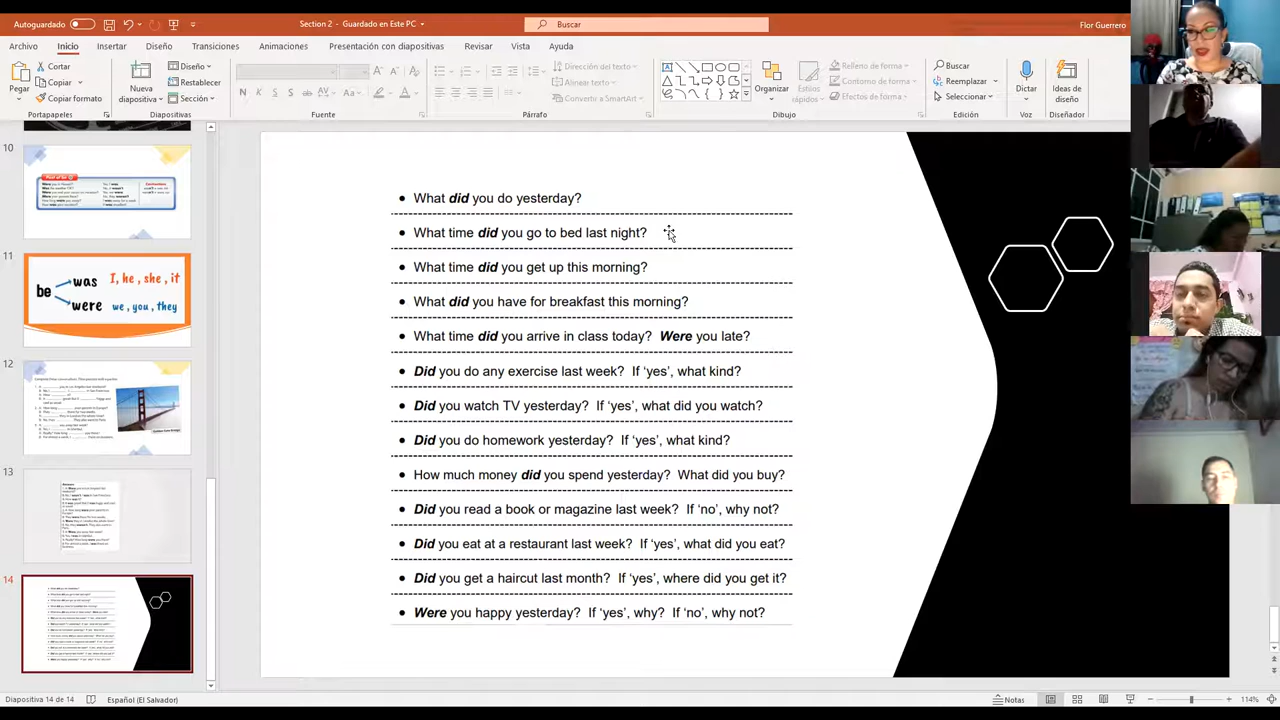 Autoguardado
Section 2 - Guardado en Este PC
Buscar
Flor Guerrero
Archivo Inicio Insertar Diseño Transiciones Animaciones Presentación con diapositivas Revisar Vista Ayuda
Pegar
Cortar
Copiar
Copiar formato
Portapapeles
Nueva diapositiva
Diseño
Restablecer
Sección
Diapositivas
Fuente
Dirección del texto
Alinear texto
Convertir a SmartArt
Párrafo
Organizar
Estilos rápidos
Relleno de forma
Contorno de forma
Efectos de forma
Dibujo
Buscar
Reemplazar
Seleccionar
Edición
Dictar
Voz
Ideas de diseño
Diseñador
10
11
be
was I, he, she, it
were we, you, they
12
13
14
What did you do yesterday?
What time did you go to bed last night?
What time did you get up this morning?
What did you have for breakfast this morning?
What time did you arrive in class today? Were you late?
Did you do any exercise last week? If ‘yes’, what kind?
Did you watch TV yesterday? If ‘yes’, what did you watch?
Did you do homework yesterday? If ‘yes’, what kind?
How much money did you spend yesterday? What did you buy?
Did you read a book or magazine last week? If ‘no’, why not?
Did you eat at a restaurant last week? If ‘yes’, what did you eat?
Did you get a haircut last month? If ‘yes’, where did you get it?
Were you happy yesterday? If ‘yes’, why? If ‘no’, why not?
Diapositiva 14 de 14
Español (El Salvador)
Notas
114%